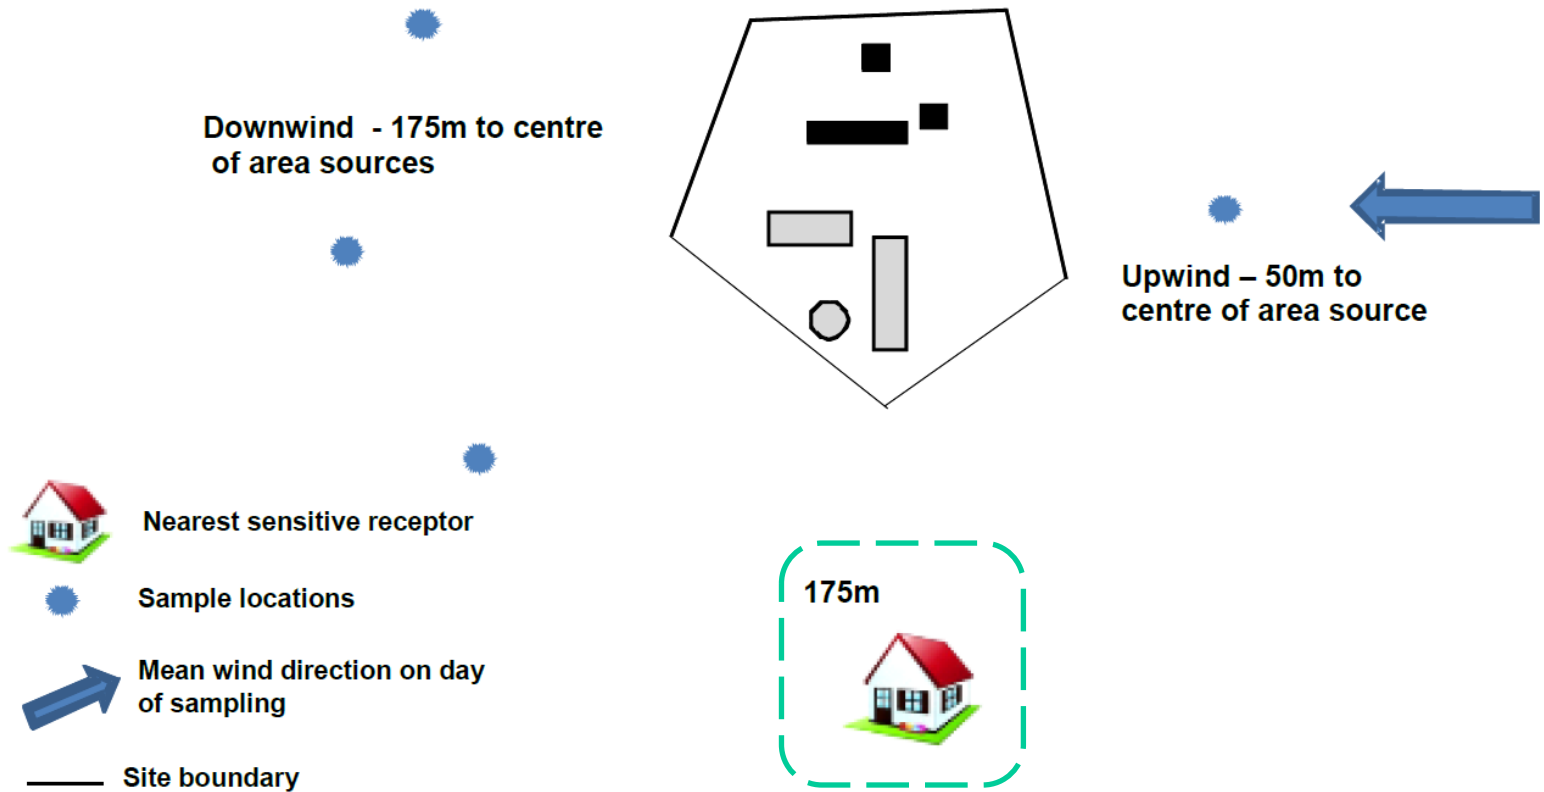 Downwind - 175m to centre
of area sources
Upwind – 50m to
centre of area source
Nearest sensitive receptor
Sample locations
Mean wind direction on day
of sampling
Site boundary
175m